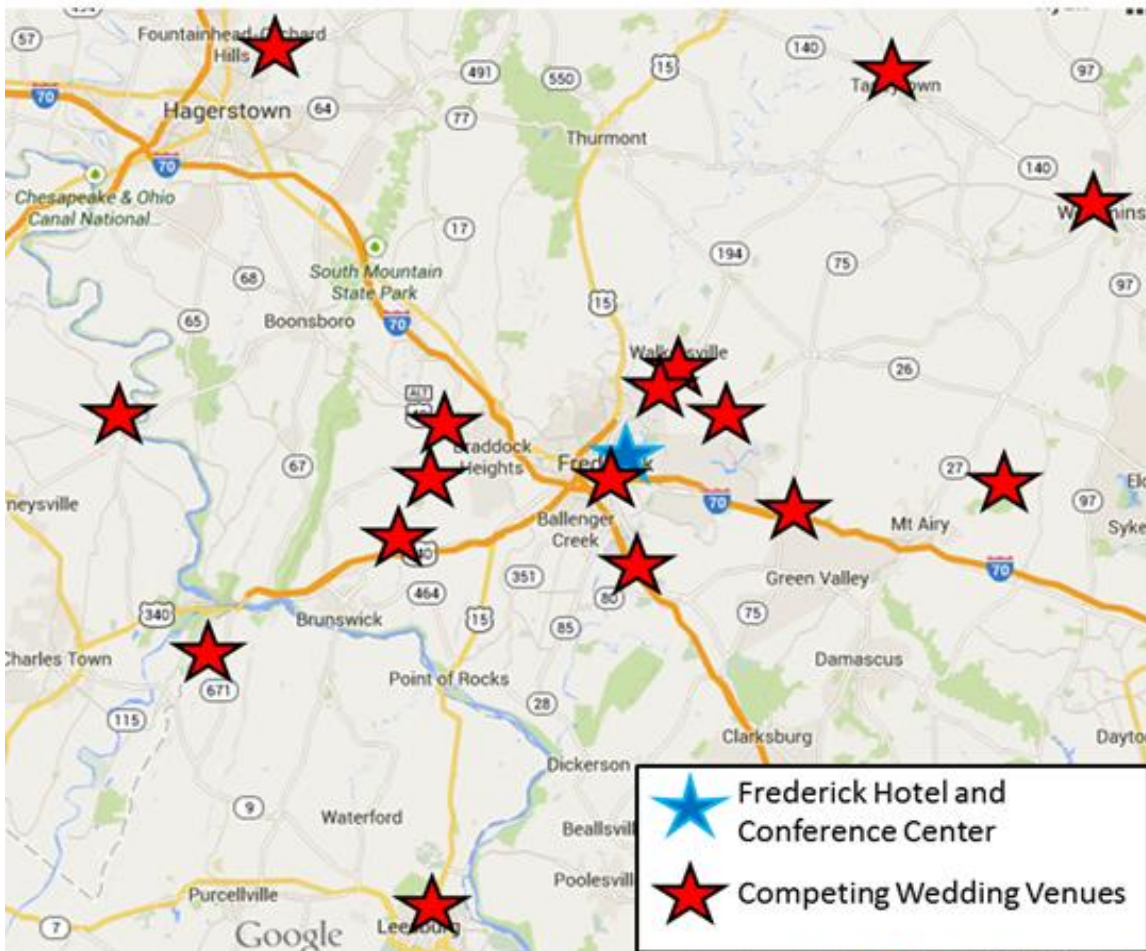 494
57
Fountainhead-Orchard
Hills
15
140
97
491
550
70
Hagerstown
64
77
Thurmont
70
140
Chesapeake & Ohio
Canal National...
17
194
75
South Mountain
State Park
68
97
15
65
Boonsboro
70
26
ALT
67
Braddock
Heights
Frederick
27
97
70
Mt Airy
Ballenger
Creek
340
351
80
Green Valley
70
464
15
75
340
Brunswick
85
Charles Town
Damascus
671
Point of Rocks
28
115
Clarksburg
Dickerson
9
Waterford
Purcellville
7
Google
Frederick Hotel and
Conference Center
Competing Wedding Venues